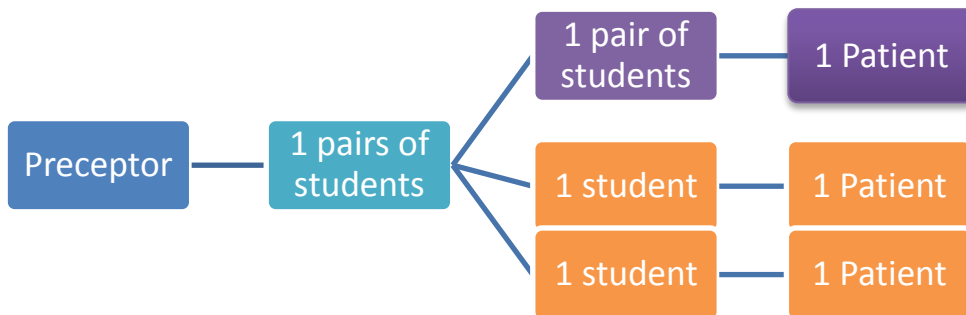 Preceptor
1 pairs of
students
1 pair of
students
1 Patient
1 student
1 Patient
1 student
1 Patient